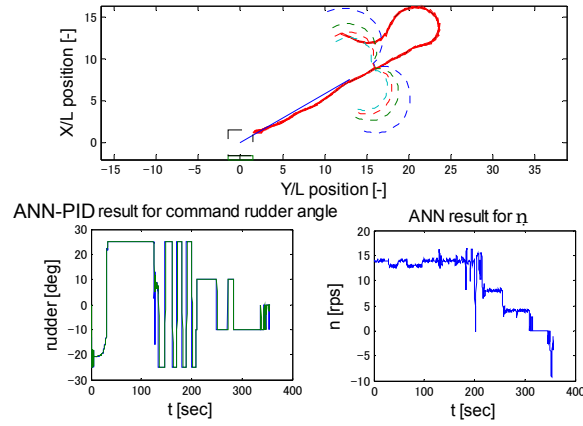 15
10
5
0
X/L position [-]
−15 −10 −5 0 5 10 15 20 25 30 35
Y/L position [-]
ANN-PID result for command rudder angle
30
20
10
0
−10
−20
−30
rudder [deg]
0 100 200 300 400
t [sec]
ANN result for n
20
15
10
5
0
−5
−10
n [rps]
0 100 200 300 400
t [sec]